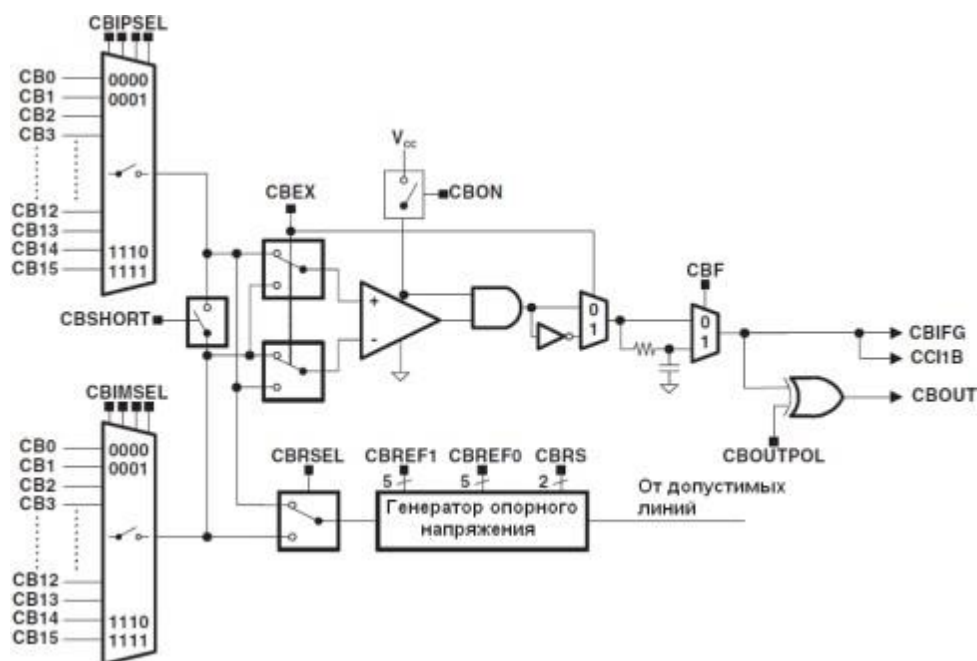 CBIPSEL
CB0
0000
CB1
0001
CB2
CB3
CB12
CB13
CB14
1110
CB15
1111
Vcc
CBEX
CBON
CBSHORT
+
-
0
1
CBF
0
1
CBIFG
CCI1B
CBOUT
CBOUTPOL
CBIMSEL
CB0
0000
CB1
0001
CB2
CB3
CB12
CB13
CB14
1110
CB15
1111
CBRSEL
CBREF1
CBREF0
CBRS
5
5
2
Генератор опорного
напряжения
От допустимых
линий